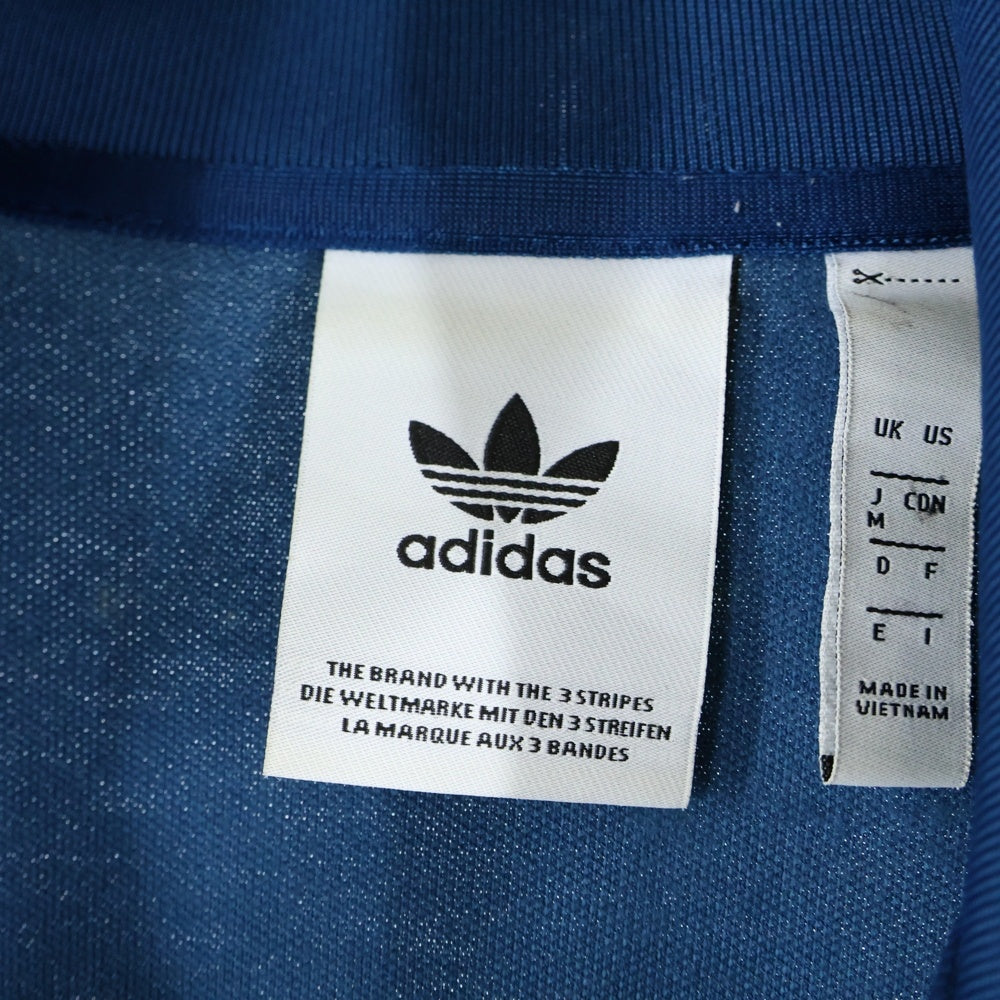 adidas
THE BRAND WITH THE 3 STRIPES
DIE WELTMARKE MIT DEN 3 STREIFEN
LA MARQUE AUX 3 BANDES
UK US
J CDN
M
D F
E I
MADE IN
VIETNAM